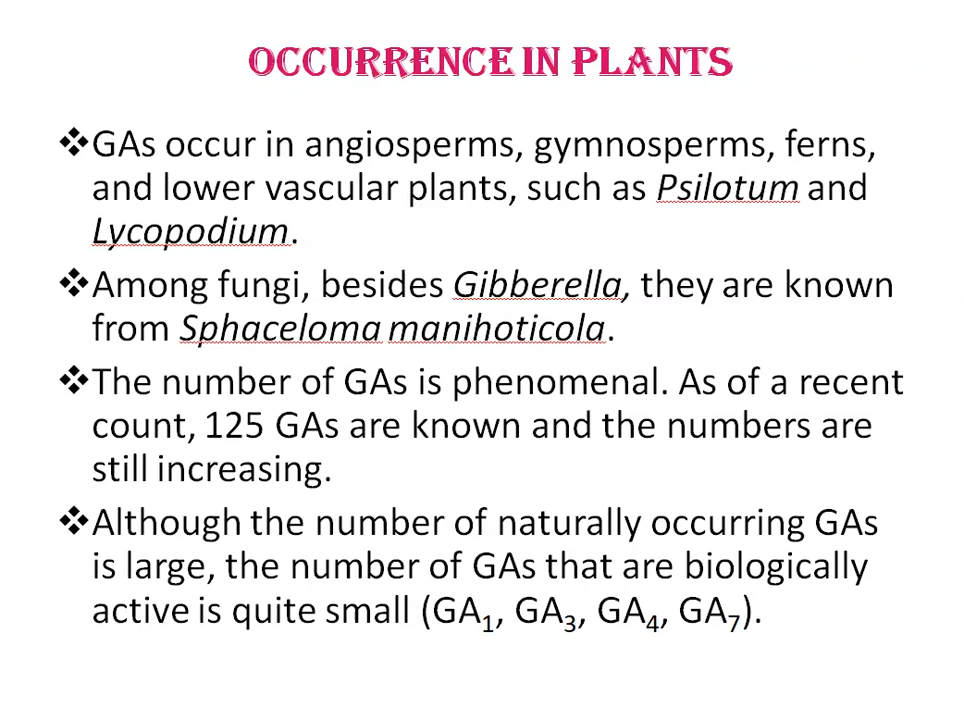 OCCURRENCE IN PLANTS
❖GAs occur in angiosperms, gymnosperms, ferns,
and lower vascular plants, such as Psilotum and
Lycopodium.
❖Among fungi, besides Gibberella, they are known
from Sphaceloma manihoticola.
❖The number of GAs is phenomenal. As of a recent
count, 125 GAs are known and the numbers are
still increasing.
❖Although the number of naturally occurring GAs
is large, the number of GAs that are biologically
active is quite small (GA₁, GA₃, GA₄, GA₇).